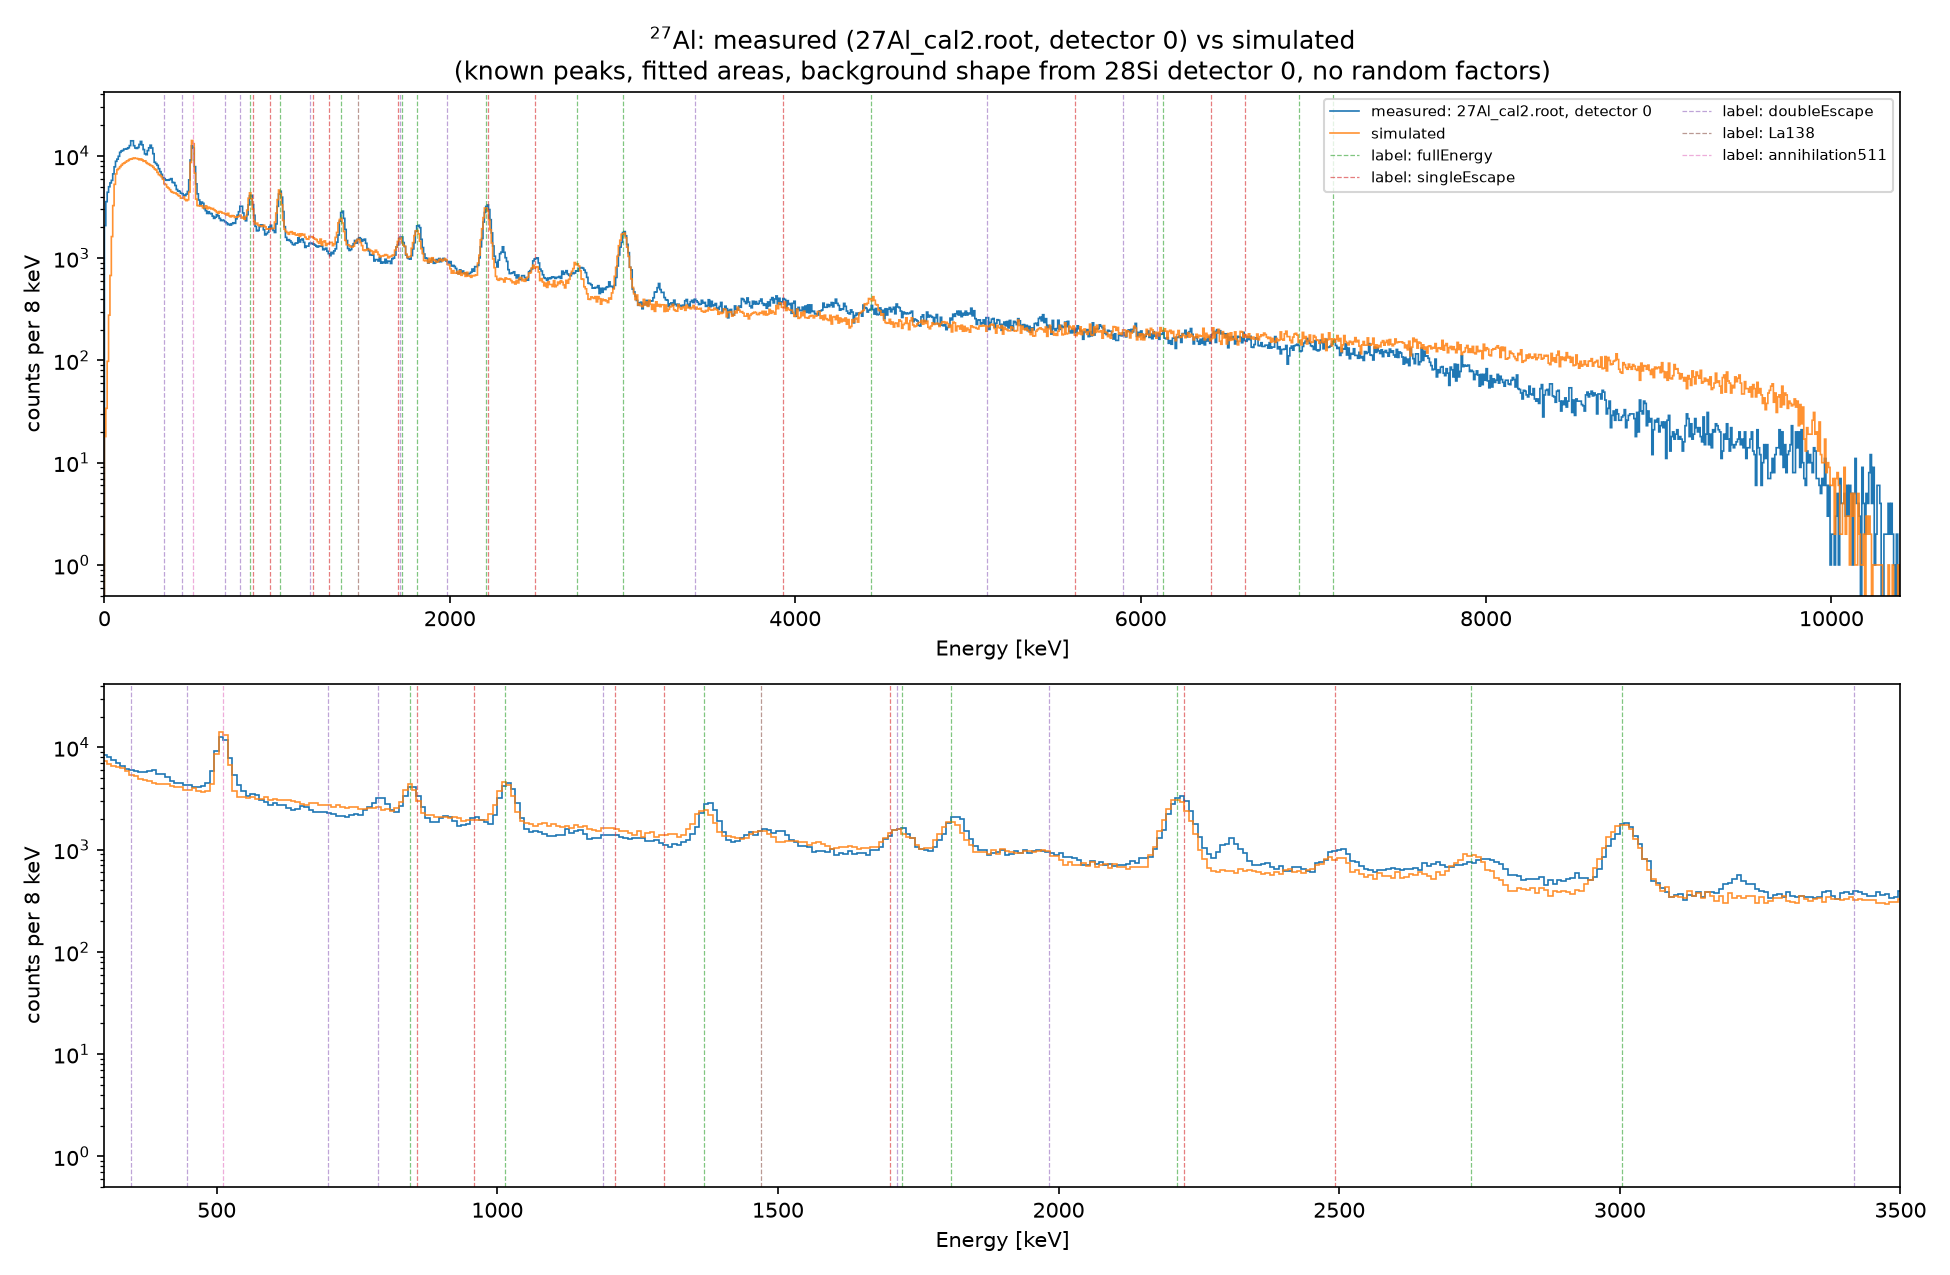 ²⁷Al: measured (27Al_cal2.root, detector 0) vs simulated
(known peaks, fitted areas, background shape from 28Si detector 0, no random factors)
measured: 27Al_cal2.root, detector 0
simulated
label: fullEnergy
label: singleEscape
label: doubleEscape
label: La138
label: annihilation511
counts per 8 keV
10⁴
10³
10²
10¹
10⁰
0 2000 4000 6000 8000 10000
Energy [keV]
counts per 8 keV
10⁴
10³
10²
10¹
10⁰
500 1000 1500 2000 2500 3000 3500
Energy [keV]